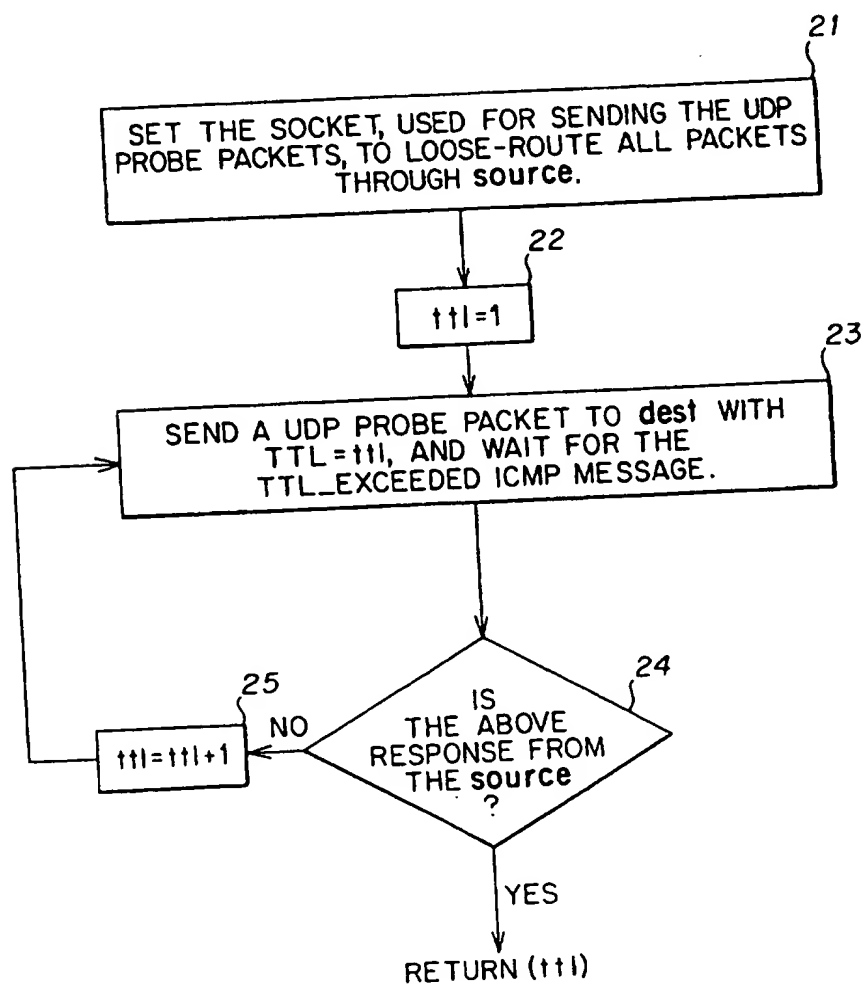 21
SET THE SOCKET, USED FOR SENDING THE UDP
PROBE PACKETS, TO LOOSE-ROUTE ALL PACKETS
THROUGH source.
22
ttl=1
23
SEND A UDP PROBE PACKET TO dest WITH
TTL=ttl, AND WAIT FOR THE
TTL_EXCEEDED ICMP MESSAGE.
24
IS
THE ABOVE
RESPONSE FROM
THE source
?
NO
25
ttl=ttl+1
YES
RETURN (ttl)